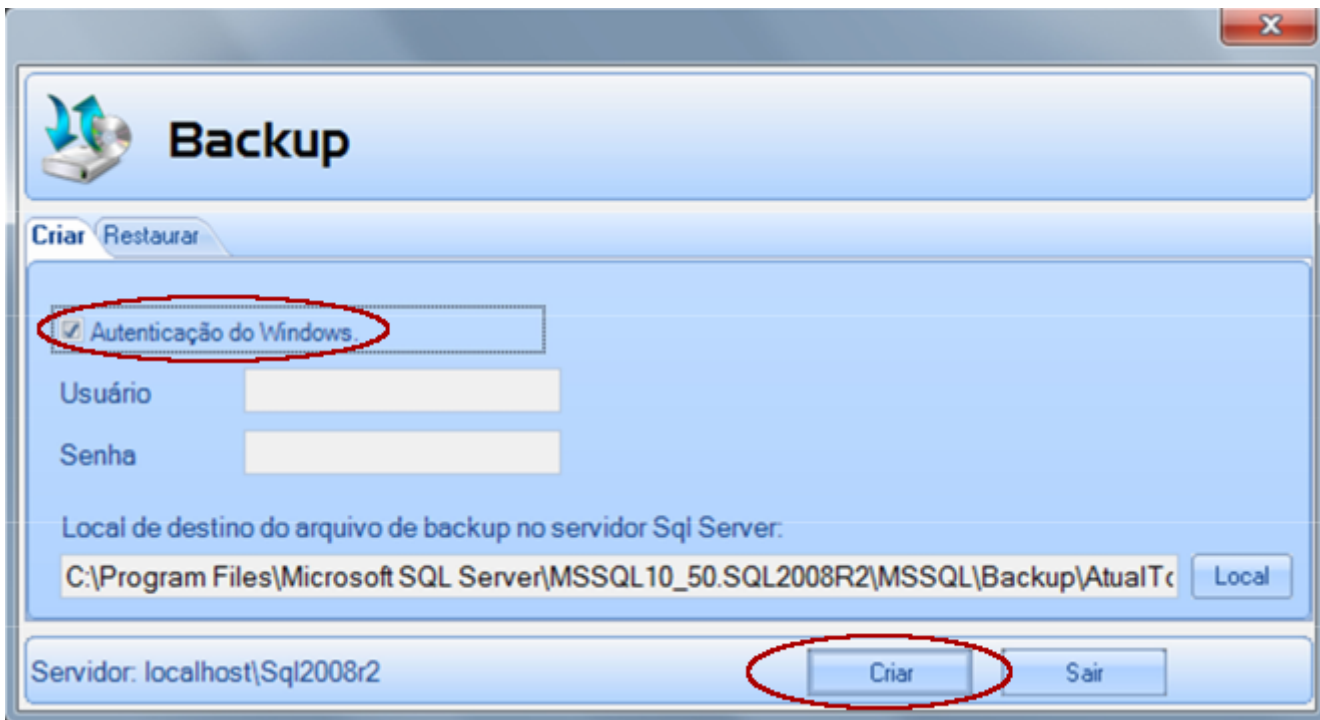 Backup
Criar Restaurar
Autenticação do Windows.
Usuário
Senha
Local de destino do arquivo de backup no servidor Sql Server:
C:\Program Files\Microsoft SQL Server\MSSQL10_50.SQL2008R2\MSSQL\Backup\AtualTc Local
Servidor: localhost\Sql2008r2 Criar Sair